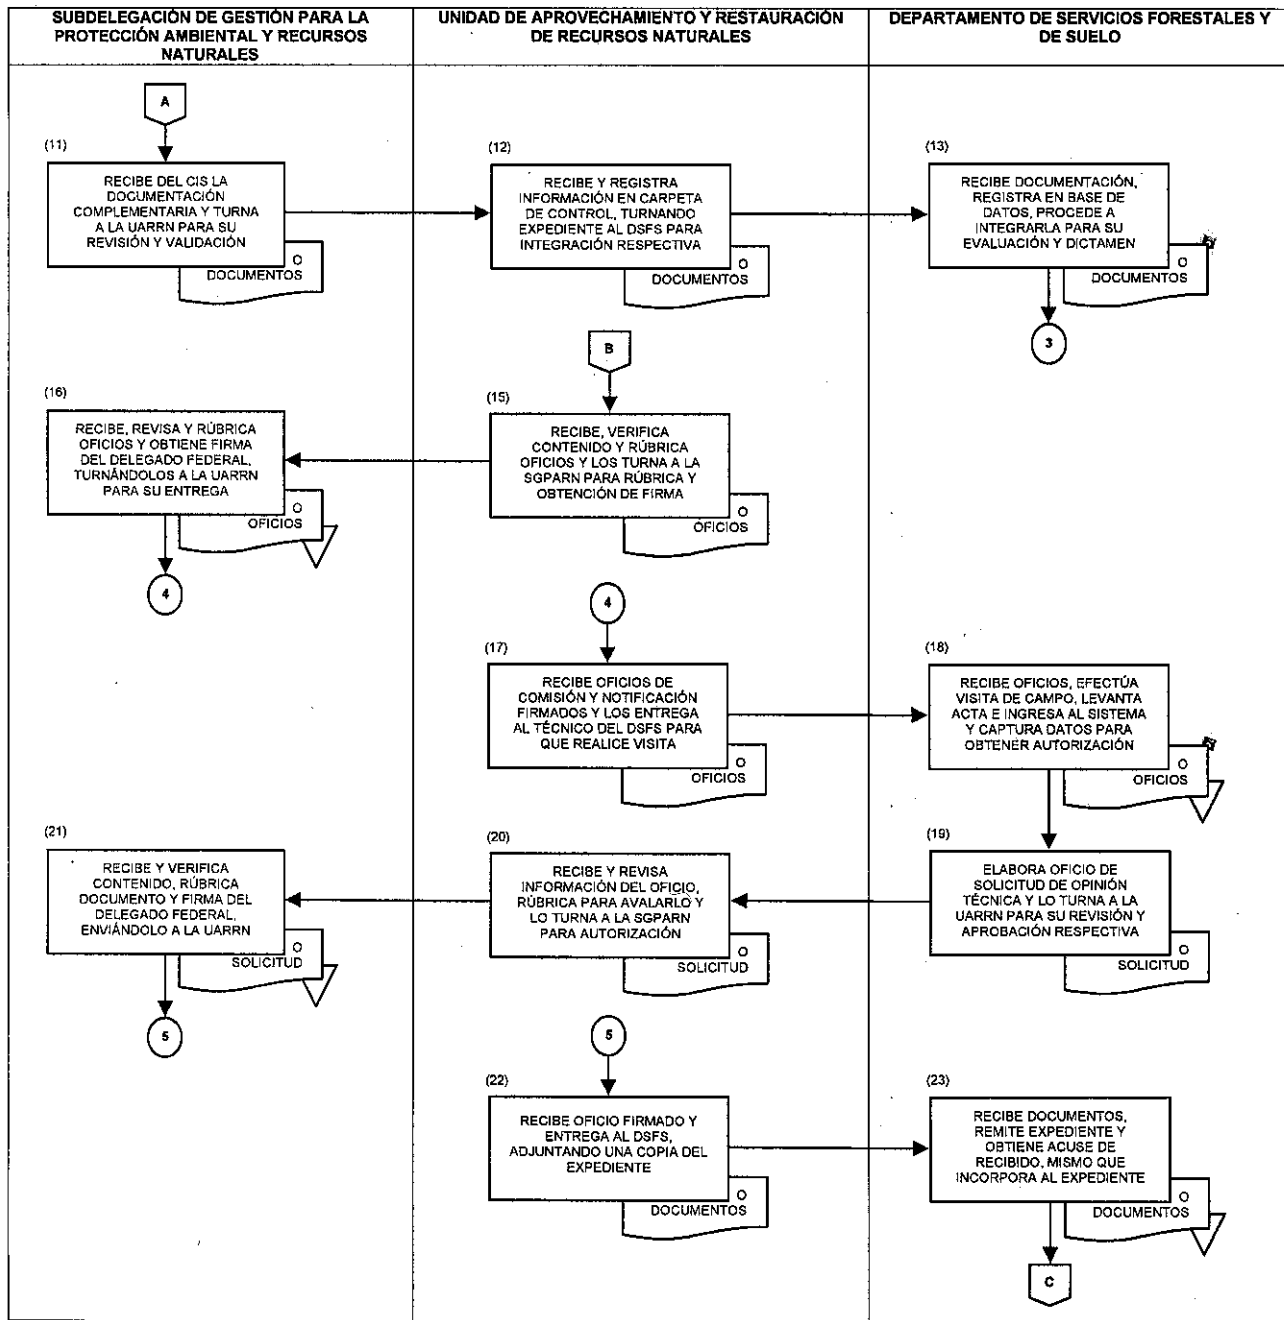 SUBDELEGACIÓN DE GESTIÓN PARA LA
PROTECCIÓN AMBIENTAL Y RECURSOS
NATURALES
UNIDAD DE APROVECHAMIENTO Y RESTAURACIÓN
DE RECURSOS NATURALES
DEPARTAMENTO DE SERVICIOS FORESTALES Y
DE SUELO
A
(11)
RECIBE DEL CIS LA
DOCUMENTACIÓN
COMPLEMENTARIA Y TURNA
A LA UARRN PARA SU
REVISIÓN Y VALIDACIÓN
O
DOCUMENTOS
(12)
RECIBE Y REGISTRA
INFORMACIÓN EN CARPETA
DE CONTROL, TURNANDO
EXPEDIENTE AL DSFS PARA
INTEGRACIÓN RESPECTIVA
O
DOCUMENTOS
(13)
RECIBE DOCUMENTACIÓN,
REGISTRA EN BASE DE
DATOS, PROCEDE A
INTEGRARLA PARA SU
EVALUACIÓN Y DICTAMEN
O
DOCUMENTOS
3
B
(16)
RECIBE, REVISA Y RÚBRICA
OFICIOS Y OBTIENE FIRMA
DEL DELEGADO FEDERAL,
TURNÁNDOLOS A LA UARRN
PARA SU ENTREGA
O
OFICIOS
4
(15)
RECIBE, VERIFICA
CONTENIDO Y RÚBRICA
OFICIOS Y LOS TURNA A LA
SGPARN PARA RÚBRICA Y
OBTENCIÓN DE FIRMA
O
OFICIOS
4
(17)
RECIBE OFICIOS DE
COMISIÓN Y NOTIFICACIÓN
FIRMADOS Y LOS ENTREGA
AL TÉCNICO DEL DSFS PARA
QUE REALICE VISITA
O
OFICIOS
(18)
RECIBE OFICIOS, EFECTÚA
VISITA DE CAMPO, LEVANTA
ACTA E INGRESA AL SISTEMA
Y CAPTURA DATOS PARA
OBTENER AUTORIZACIÓN
O
OFICIOS
(21)
RECIBE Y VERIFICA
CONTENIDO, RÚBRICA
DOCUMENTO Y FIRMA DEL
DELEGADO FEDERAL,
ENVIÁNDOLO A LA UARRN
O
SOLICITUD
5
(20)
RECIBE Y REVISA
INFORMACIÓN DEL OFICIO,
RÚBRICA PARA AVALARLO Y
LO TURNA A LA SGPARN
PARA AUTORIZACIÓN
O
SOLICITUD
(19)
ELABORA OFICIO DE
SOLICITUD DE OPINIÓN
TÉCNICA Y LO TURNA A LA
UARRN PARA SU REVISIÓN Y
APROBACIÓN RESPECTIVA
O
SOLICITUD
5
(22)
RECIBE OFICIO FIRMADO Y
ENTREGA AL DSFS,
ADJUNTANDO UNA COPIA DEL
EXPEDIENTE
O
DOCUMENTOS
(23)
RECIBE DOCUMENTOS,
REMITE EXPEDIENTE Y
OBTIENE ACUSE DE
RECIBIDO, MISMO QUE
INCORPORA AL EXPEDIENTE
O
DOCUMENTOS
C